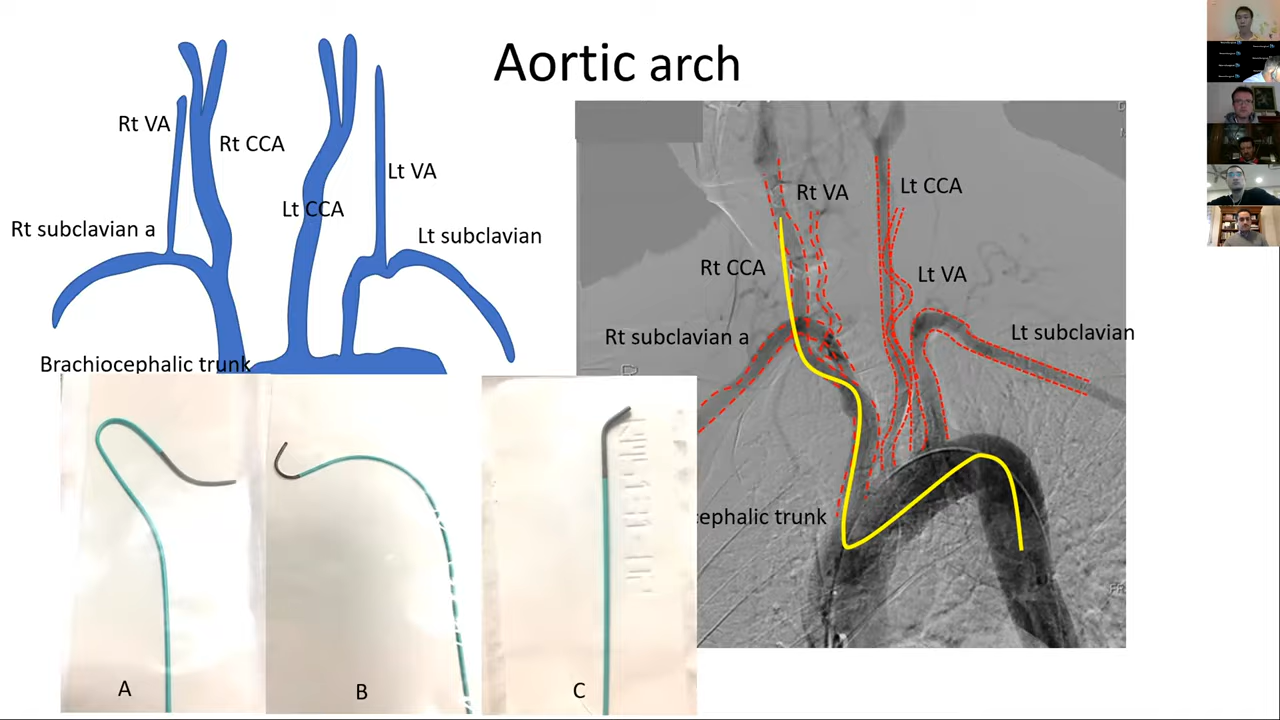 Aortic arch
Rt VA
Rt CCA
Lt VA
Lt CCA
Rt subclavian a
Lt subclavian
Brachiocephalic trunk
Rt VA
Lt CCA
Rt CCA
Lt VA
Rt subclavian a
Lt subclavian
cephalic trunk
A
B
C